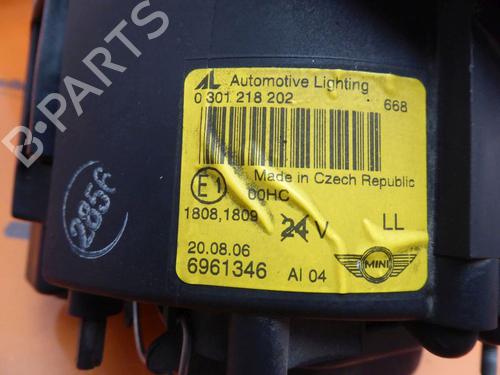 B-PARTS
AL Automotive Lighting
0 301 218 202 668
Made in Czech Republic
E1 00HC
1808,1809 24 V LL
20.08.06
6961346 AI 04
MINI
2856